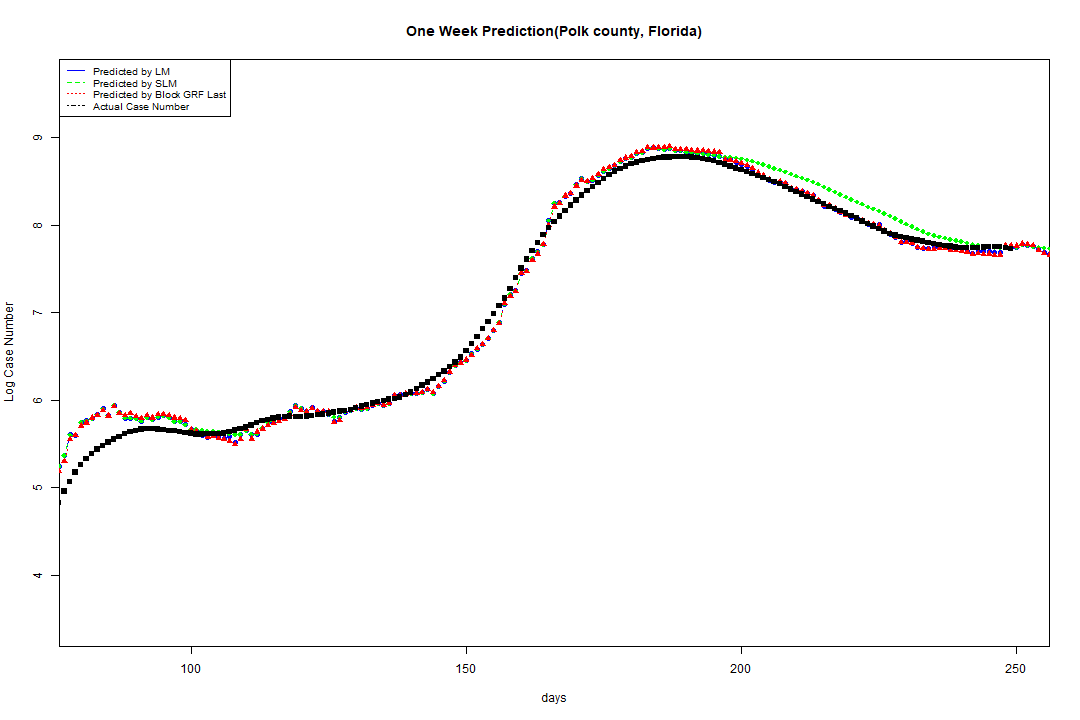 One Week Prediction(Polk county, Florida)
Predicted by LM
Predicted by SLM
Predicted by Block GRF Last
Actual Case Number
9
8
7
6
5
4
Log Case Number
100 150 200 250
days